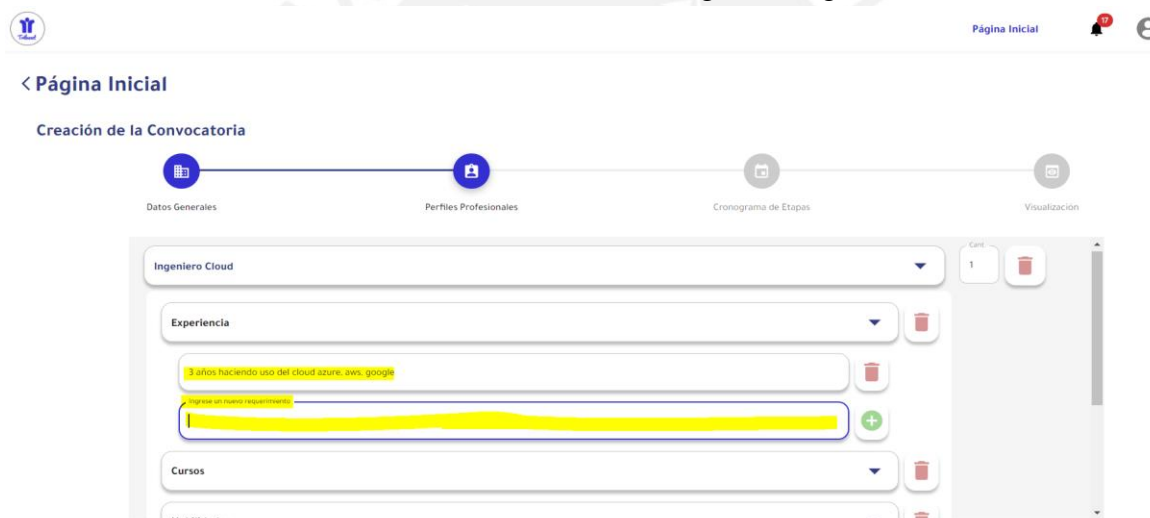 Página Inicial
17
Página Inicial
Creación de la Convocatoria
Datos Generales
Perfiles Profesionales
Cronograma de Etapas
Visualización
Ingeniero Cloud
Cant
1
Experiencia
3 años haciendo uso del cloud azure, aws, google
Ingrese un nuevo requerimiento
Cursos